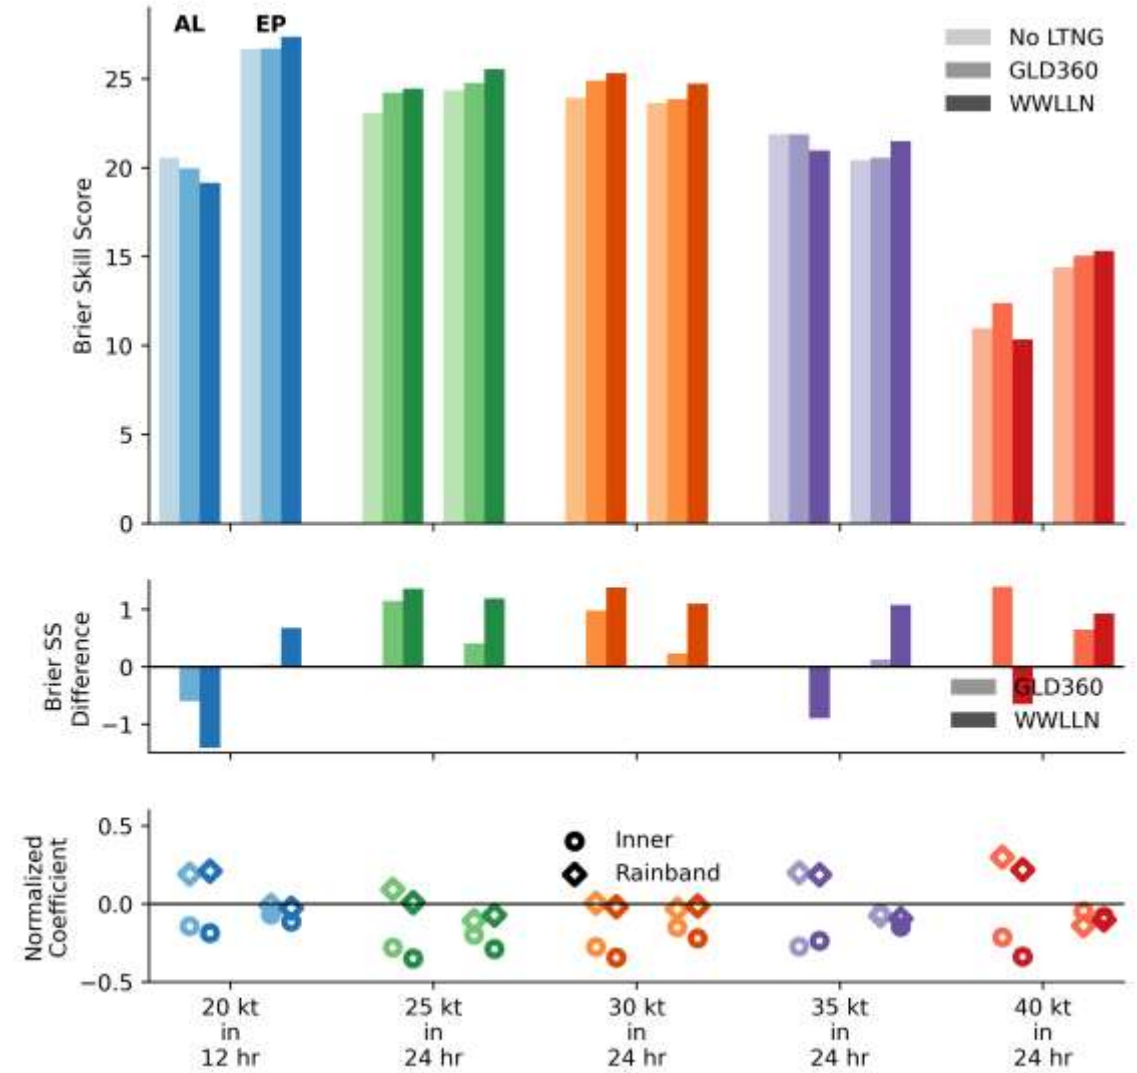 AL EP
No LTNG
GLD360
WWLLN
Brier Skill Score
25
20
15
10
5
0
Brier SS
Difference
1
0
−1
GLD360
WWLLN
Normalized
Coefficient
0.5
0.0
−0.5
Inner
Rainband
20 kt
in
12 hr
25 kt
in
24 hr
30 kt
in
24 hr
35 kt
in
24 hr
40 kt
in
24 hr